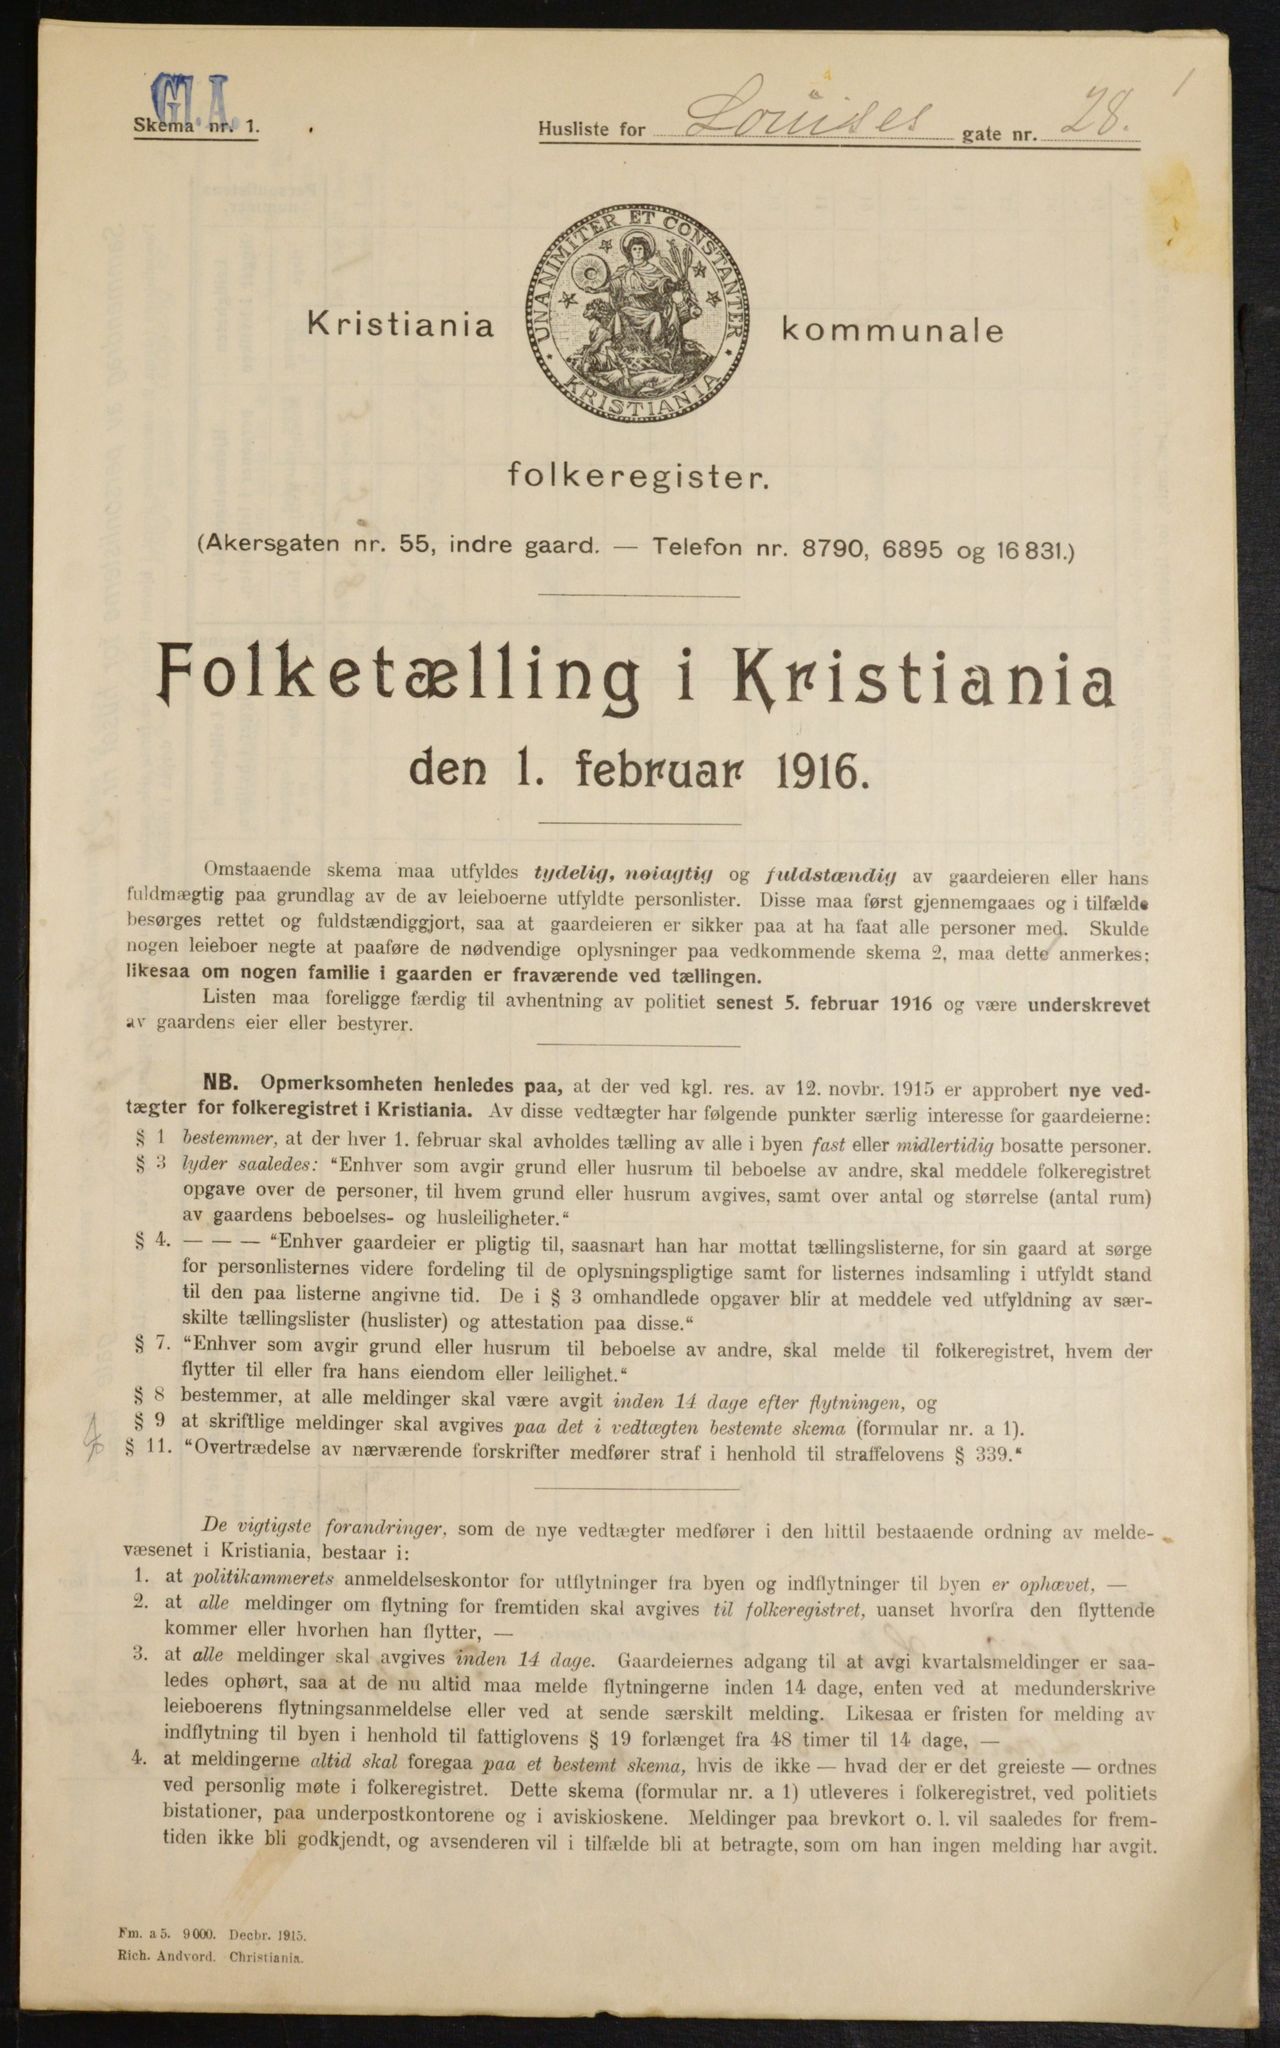 Gl. A.
Skema nr. 1.
Husliste for Louises gate nr. 28.
1
UNANIMITER ET CONSTANTER
KRISTIANIA
Kristiania kommunale
folkeregister.
(Akersgaten nr. 55, indre gaard. — Telefon nr. 8790, 6895 og 16 831.)
Folketælling i Kristiania
den 1. februar 1916.
Omstaaende skema maa utfyldes tydelig, nøiagtig og fuldstændig av gaardeieren eller hans
fuldmægtig paa grundlag av de av leieboerne utfyldte personlister. Disse maa først gjennemgaaes og i tilfælde
besørges rettet og fuldstændiggjort, saa at gaardeieren er sikker paa at ha faat alle personer med. Skulde
nogen leieboer negte at paaføre de nødvendige oplysninger paa vedkommende skema 2, maa dette anmerkes;
likesaa om nogen familie i gaarden er fraværende ved tællingen.
Listen maa foreligge færdig til avhentning av politiet senest 5. februar 1916 og være underskrevet
av gaardens eier eller bestyrer.
NB. Opmerksomheten henledes paa, at der ved kgl. res. av 12. novbr. 1915 er approbert nye ved-
tægter for folkeregistret i Kristiania. Av disse vedtægter har følgende punkter særlig interesse for gaardeierne:
§ 1 bestemmer, at der hver 1. februar skal avholdes tælling av alle i byen fast eller midlertidig bosatte personer.
§ 3 lyder saaledes: “Enhver som avgir grund eller husrum til beboelse av andre, skal meddele folkeregistret
opgave over de personer, til hvem grund eller husrum avgives, samt over antal og størrelse (antal rum)
av gaardens beboelses- og husleiligheter.“
§ 4. — — — “Enhver gaardeier er pligtig til, saasnart han har mottat tællingslisterne, for sin gaard at sørge
for personlisternes videre fordeling til de oplysningspligtige samt for listernes indsamling i utfyldt stand
til den paa listerne angivne tid. De i § 3 omhandlede opgaver blir at meddele ved utfyldning av sær-
skilte tællingslister (huslister) og attestation paa disse.“
§ 7. “Enhver som avgir grund eller husrum til beboelse av andre, skal melde til folkeregistret, hvem der
flytter til eller fra hans eiendom eller leilighet.“
§ 8 bestemmer, at alle meldinger skal være avgit inden 14 dage efter flytningen, og
§ 9 at skriftlige meldinger skal avgives paa det i vedtægten bestemte skema (formular nr. a 1).
§ 11. “Overtrædelse av nærværende forskrifter medfører straf i henhold til straffelovens § 339.“
De vigtigste forandringer, som de nye vedtægter medfører i den hittil bestaaende ordning av melde-
væsenet i Kristiania, bestaar i:
1. at politikammerets anmeldelseskontor for utflytninger fra byen og indflytninger til byen er ophævet, —
2. at alle meldinger om flytning for fremtiden skal avgives til folkeregistret, uanset hvorfra den flyttende
kommer eller hvorhen han flytter, —
3. at alle meldinger skal avgives inden 14 dage. Gaardeiernes adgang til at avgi kvartalsmeldinger er saa-
ledes ophørt, saa at de nu altid maa melde flytningerne inden 14 dage, enten ved at medunderskrive
leieboerens flytningsanmeldelse eller ved at sende særskilt melding. Likesaa er fristen for melding av
indflytning til byen i henhold til fattiglovens § 19 forlænget fra 48 timer til 14 dage, —
4. at meldingerne altid skal foregaa paa et bestemt skema, hvis de ikke — hvad der er det greieste — ordnes
ved personlig møte i folkeregistret. Dette skema (formular nr. a 1) utleveres i folkeregistret, ved politiets
bistationer, paa underpostkontorene og i aviskioskene. Meldinger paa brevkort o. l. vil saaledes for frem-
tiden ikke bli godkjendt, og avsenderen vil i tilfælde bli at betragte, som om han ingen melding har avgit.
Fm. a 5. 9 000. Decbr. 1915.
Rich. Andvord. Christiania.